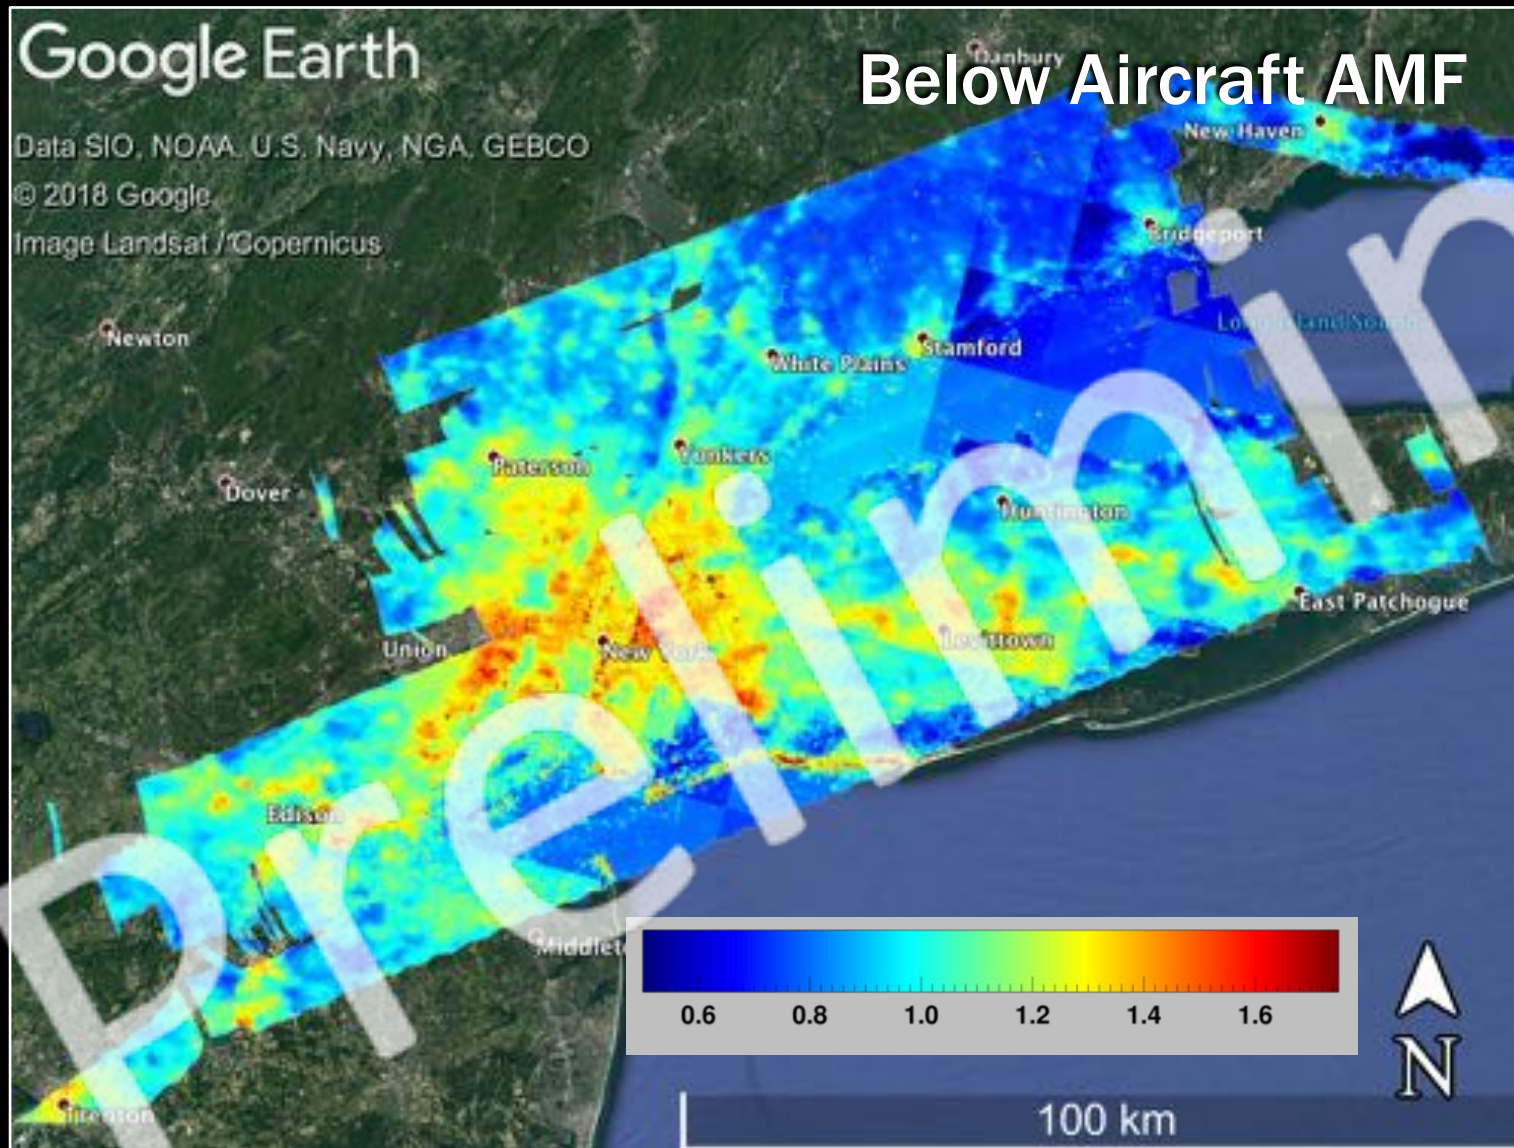 Google Earth
Below Aircraft AMF
Danbury
Data SIO, NOAA, U.S. Navy, NGA, GEBCO
New Haven
© 2018 Google
Image Landsat / Copernicus
Bridgeport
Newton
Stamford
White Plains
Paterson
Yonkers
Dover
Huntington
East Patchogue
Union
New York
Levittown
Edison
Prelimin
0.6 0.8 1.0 1.2 1.4 1.6
N
Trenton
100 km